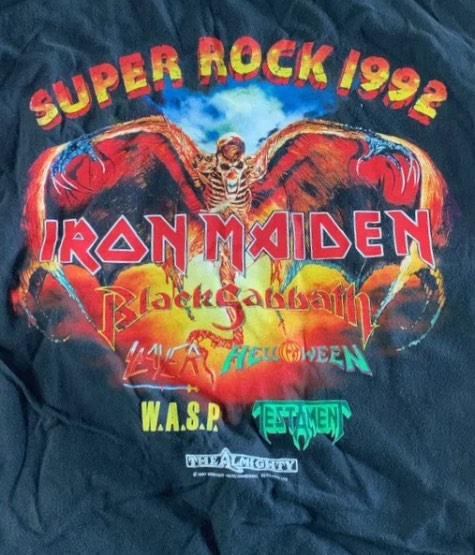 SUPER ROCK 1992
IRON MAIDEN
Black Sabbath
SLAYER HELLOWEEN
W.A.S.P. TESTAMENT
THE ALMIGHTY